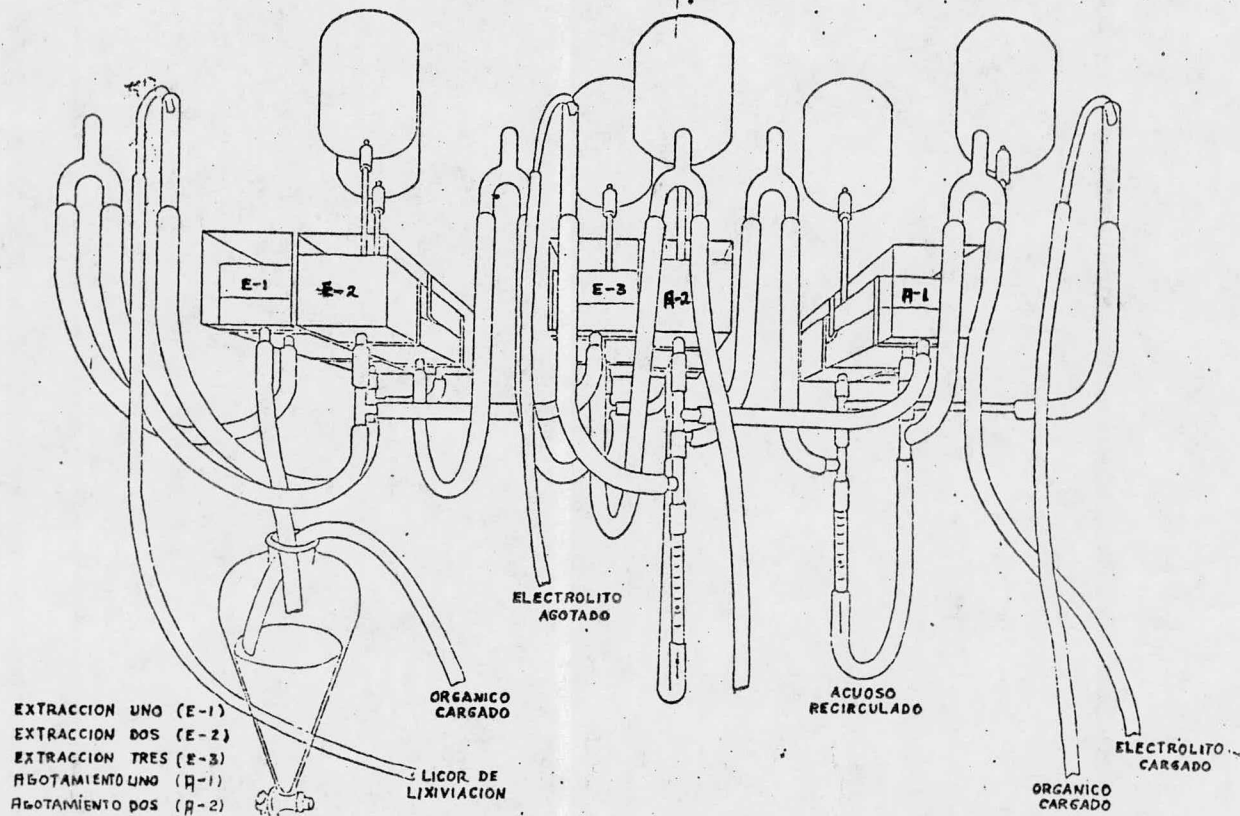 E-1
E-2
E-3
A-2
A-1
ELECTROLITO
AGOTADO
ORGANICO
CARGADO
ACUOSO
RECIRCULADO
EXTRACCION UNO (E-1)
EXTRACCION DOS (E-2)
EXTRACCION TRES (E-3)
AGOTAMIENTO UNO (A-1)
AGOTAMIENTO DOS (A-2)
LICOR DE
LIXIVIACION
ELECTROLITO
CARGADO
ORGANICO
CARGADO